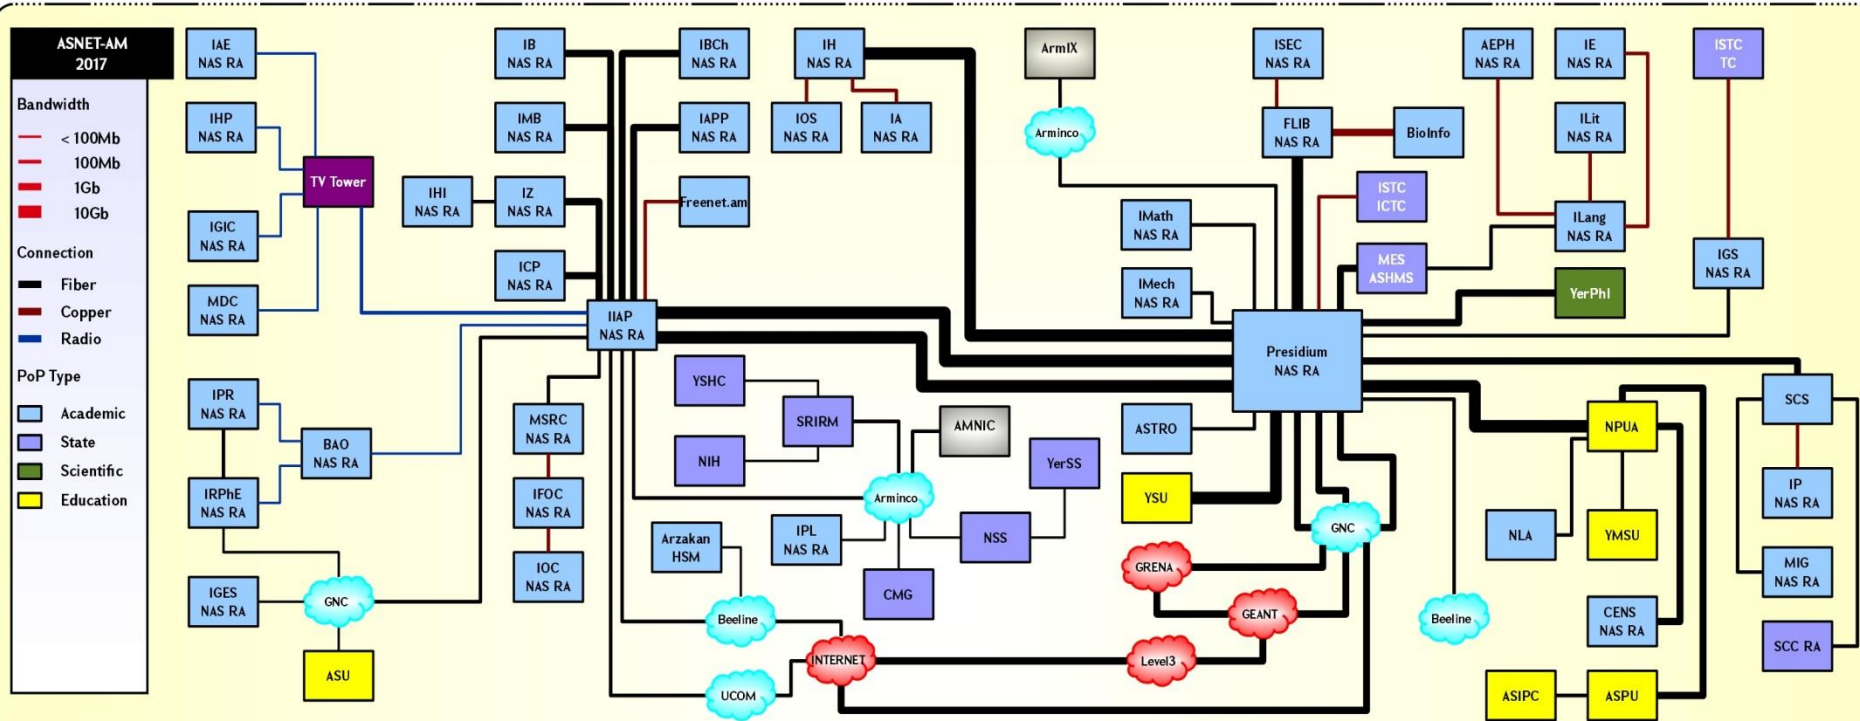 ASNET-AM
2017
Bandwidth
< 100Mb
100Mb
1Gb
10Gb
Connection
Fiber
Copper
Radio
PoP Type
Academic
State
Scientific
Education
IAE
NAS RA
IHP
NAS RA
TV Tower
IGIC
NAS RA
MDC
NAS RA
IPR
NAS RA
BAO
NAS RA
IRPhE
NAS RA
IGES
NAS RA
GNC
ASU
IB
NAS RA
IMB
NAS RA
IHI
NAS RA
IZ
NAS RA
ICP
NAS RA
IIAP
NAS RA
MSRC
NAS RA
IFOC
NAS RA
IOC
NAS RA
IBCh
NAS RA
IAPP
NAS RA
Freenet.am
IH
NAS RA
IOS
NAS RA
IA
NAS RA
YSHC
SRIRM
NIH
AMNIC
YerSS
Arminco
Arzakan
HSM
IPL
NAS RA
NSS
CMG
Beeline
INTERNET
UCOM
Level3
GRENA
GEANT
GNC
ArmIX
Arminco
ISEC
NAS RA
FLIB
NAS RA
BioInfo
IMath
NAS RA
IMech
NAS RA
ISTC
ICTC
MES
ASHMS
Presidium
NAS RA
ASTRO
YSU
Beeline
AEPH
NAS RA
IE
NAS RA
ILit
NAS RA
ILang
NAS RA
YerPhI
ISTC
TC
IGS
NAS RA
SCS
NPUA
IP
NAS RA
NLA
YMSU
MIG
NAS RA
CENS
NAS RA
SCC RA
ASIPC
ASPU